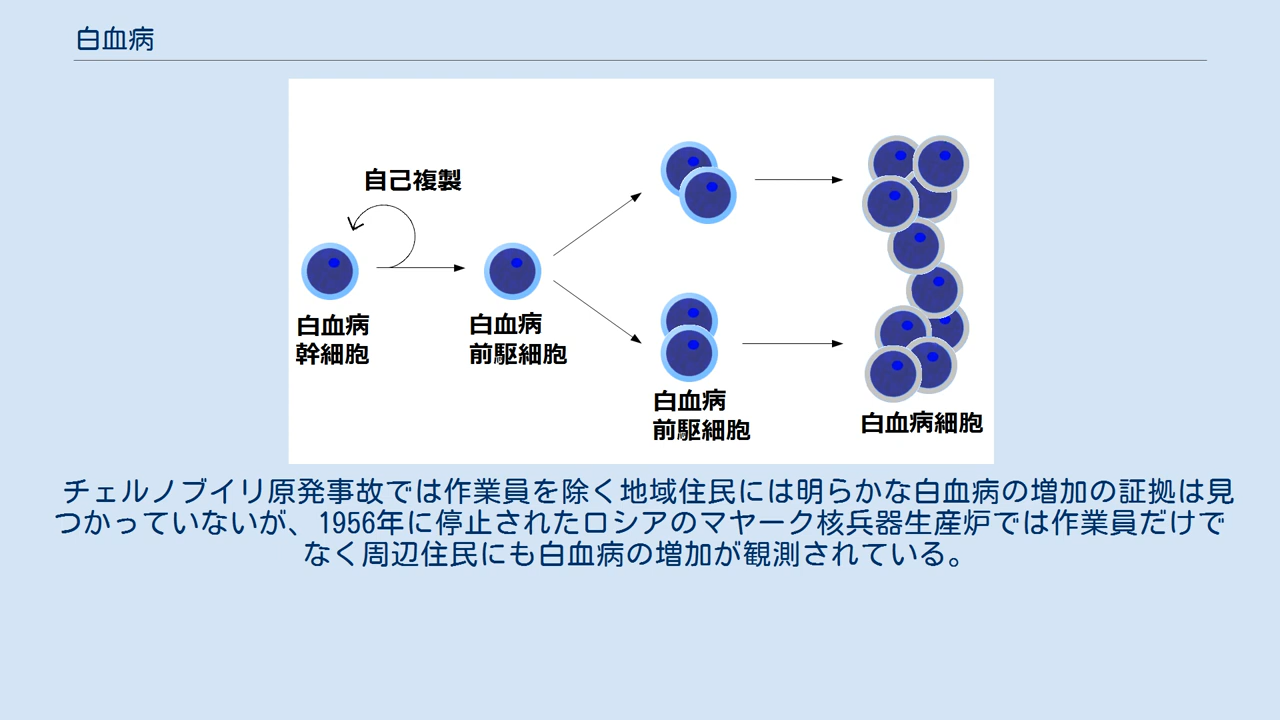 白血病
自己複製
白血病
幹細胞
白血病
前駆細胞
白血病
前駆細胞
白血病細胞
チェルノブイリ原発事故では作業員を除く地域住民には明らかな白血病の増加の証拠は見
つかっていないが、1956年に停止されたロシアのマヤーク核兵器生産炉では作業員だけで
なく周辺住民にも白血病の増加が観測されている。